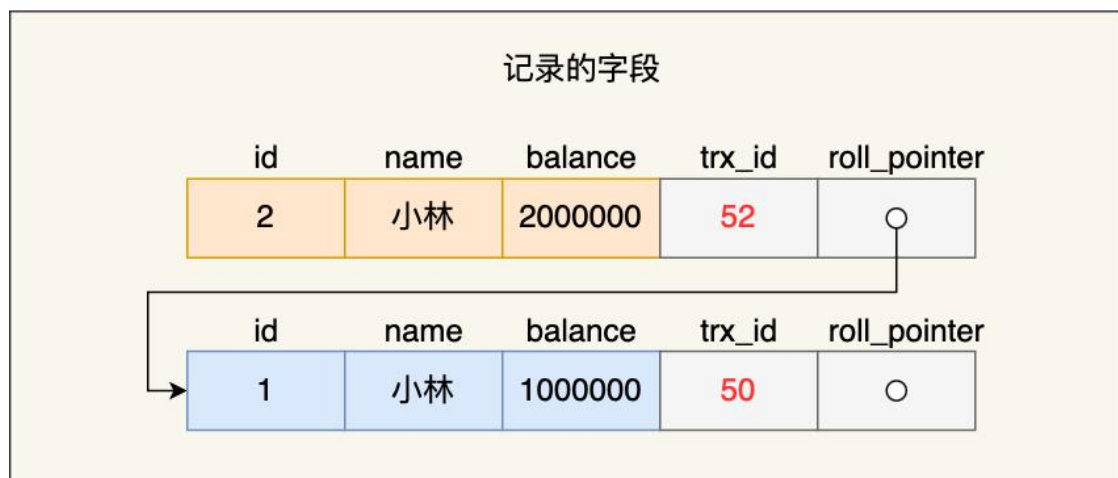 记录的字段
id name balance trx_id roll_pointer
2 小林 2000000 52
id name balance trx_id roll_pointer
1 小林 1000000 50